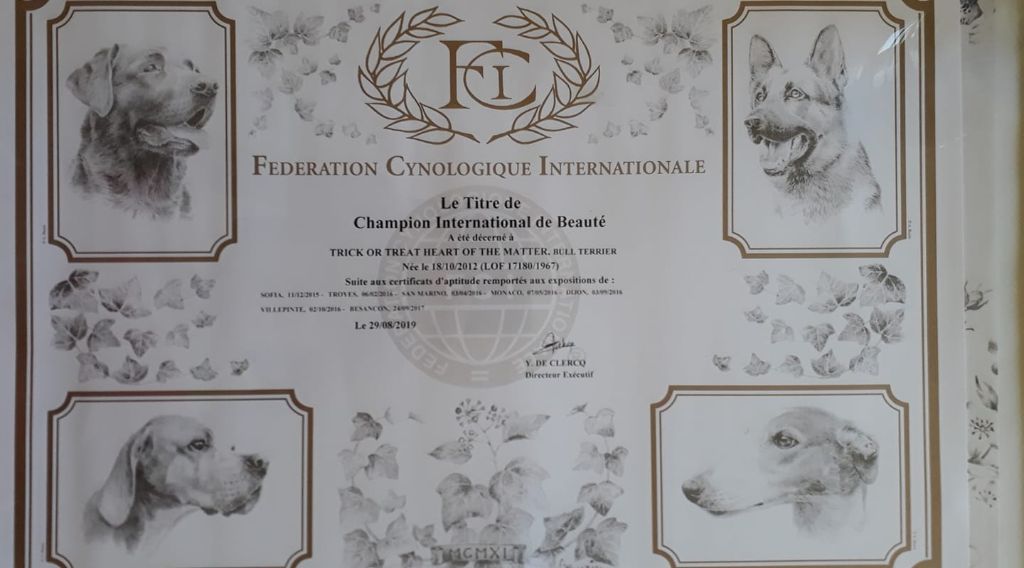 FCI
FEDERATION CYNOLOGIQUE INTERNATIONALE
Le Titre de
Champion International de Beauté
A été décerné à
TRICK OR TREAT HEART OF THE MATTER, BULL TERRIER
Née le 18/10/2012 (LOF 17180/1967)
Suite aux certificats d'aptitude remportés aux expositions de :
SOFIA, 11/12/2015 - TROYES, 06/02/2016 - SAN MARINO, 03/04/2016 - MONACO, 07/05/2016 - DIJON, 03/09/2016
VILLEPINTE, 02/10/2016 - BESANCON, 24/09/2017
Le 29/08/2019
Y. DE CLERCQ
Directeur Exécutif
MCMXI